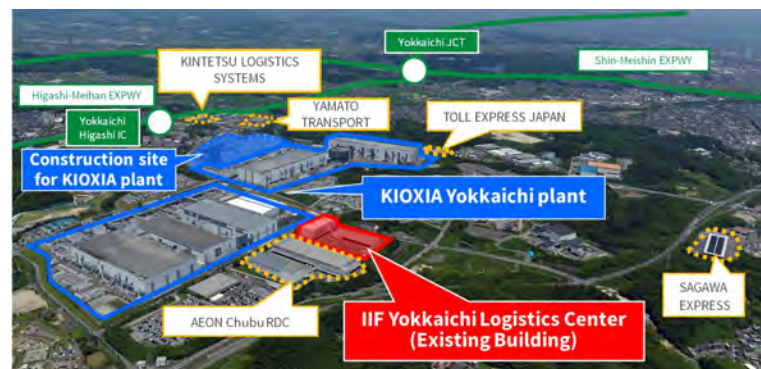 Yokkaichi JCT
KINTETSU LOGISTICS
SYSTEMS
Shin-Meishin EXPWY
Higashi-Meihan EXPWY
YAMATO
TRANSPORT
TOLL EXPRESS JAPAN
Yokkaichi
Higashi IC
Construction site
for KIOXIA plant
KIOXIA Yokkaichi plant
SAGAWA
EXPRESS
AEON Chubu RDC
IIF Yokkaichi Logistics Center
(Existing Building)